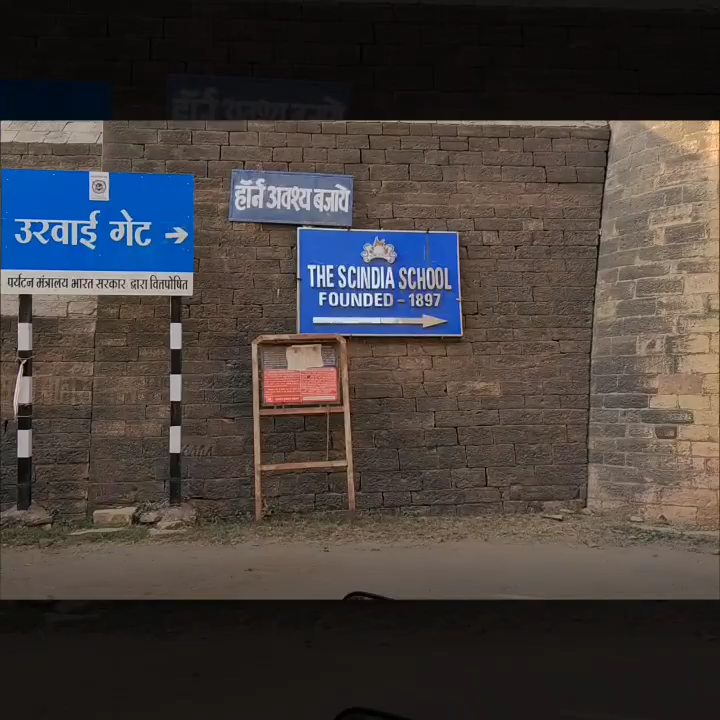 उरवाई गेट →
पर्यटन मंत्रालय भारत सरकार द्वारा वित्तपोषित
हॉर्न अवश्य बजाये
THE SCINDIA SCHOOL
FOUNDED - 1897